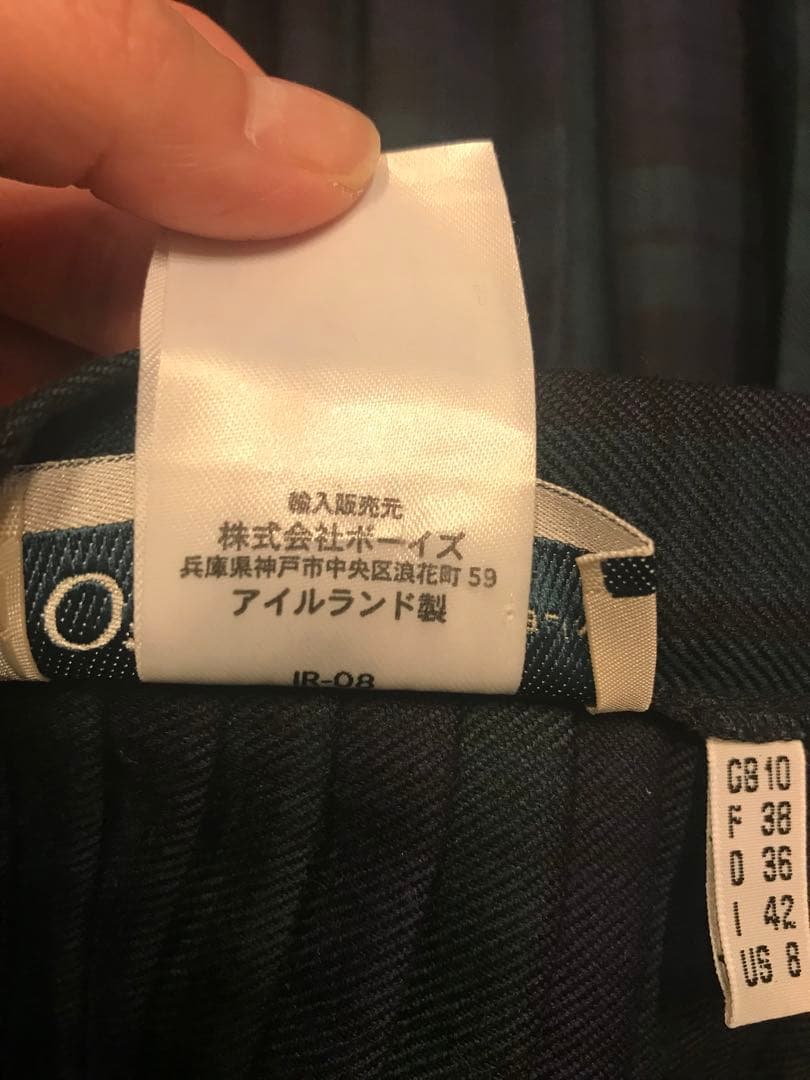 輸入販売元
株式会社ボーイズ
兵庫県神戸市中央区浪花町 59
アイルランド製
IR-08
O
GB 10
F 38
D 36
I 42
US 8